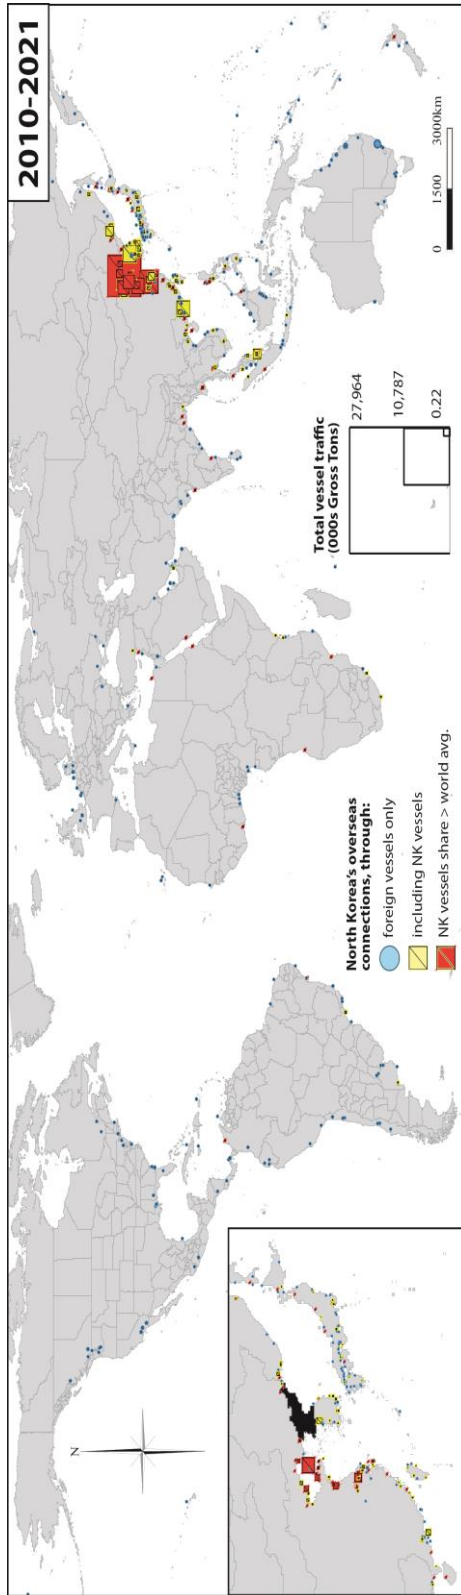 2010-2021
N
North Korea's overseas
connections, through:
foreign vessels only
including NK vessels
NK vessels share > world avg.
Total vessel traffic
(000s Gross Tons)
27,964
10,787
0.22
0 1500 3000km